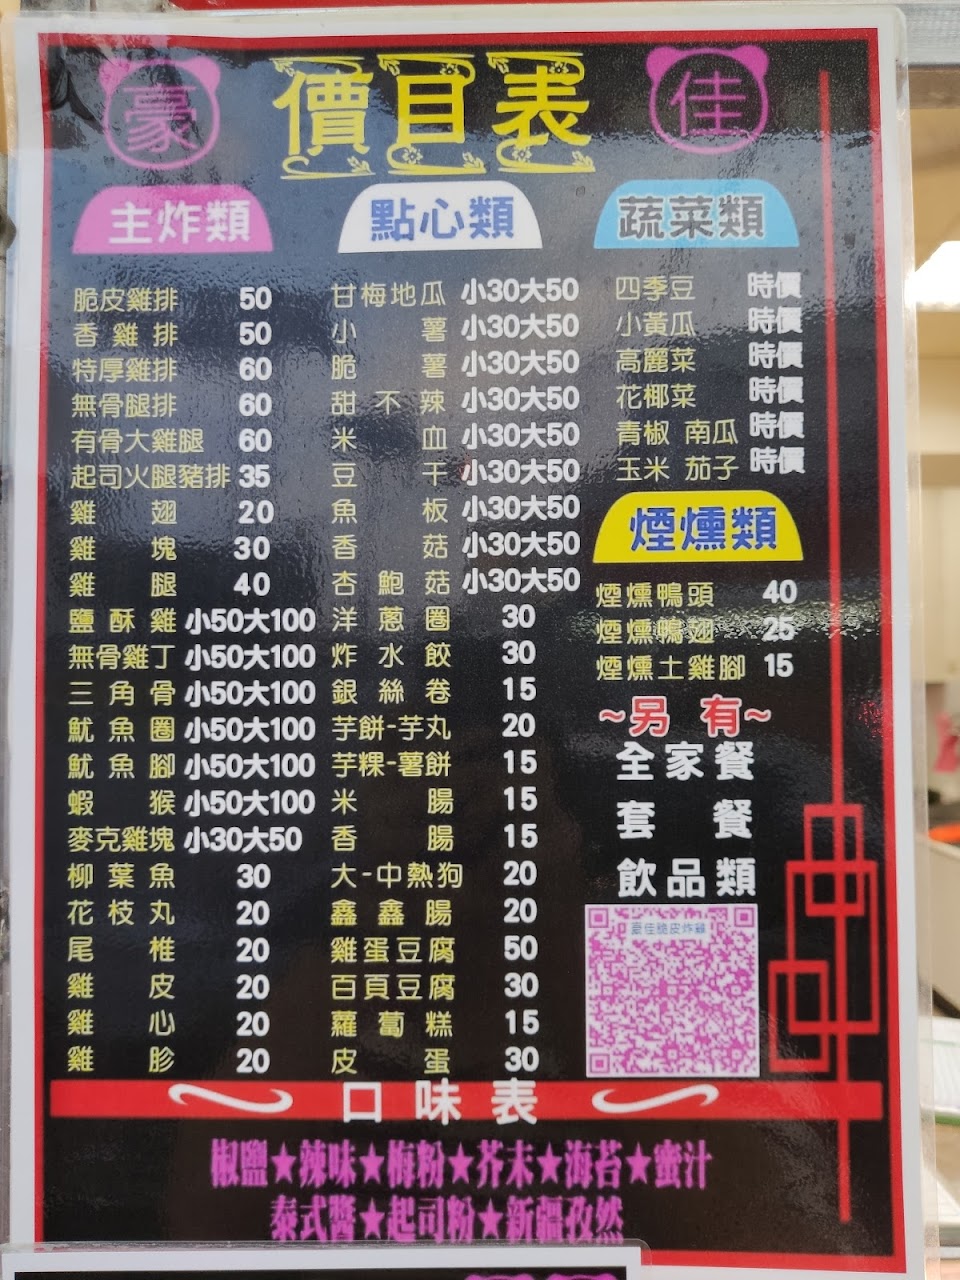 豪 價目表 佳
主炸類
脆皮雞排 50
香雞排 50
特厚雞排 60
無骨腿排 60
有骨大雞腿 60
起司火腿豬排 35
雞翅 20
雞塊 30
雞腿 40
鹽酥雞 小50大100
無骨雞丁 小50大100
三角骨 小50大100
魷魚圈 小50大100
魷魚腳 小50大100
蝦猴 小50大100
麥克雞塊 小30大50
柳葉魚 30
花枝丸 20
尾椎 20
雞皮 20
雞心 20
雞胗 20
點心類
甘梅地瓜 小30大50
小薯 小30大50
脆薯 小30大50
甜不辣 小30大50
米血 小30大50
豆干 小30大50
魚板 小30大50
香菇 小30大50
杏鮑菇 小30大50
洋蔥圈 30
炸水餃 30
銀絲卷 15
芋餅-芋丸 20
芋粿-薯餅 15
米腸 15
香腸 15
大-中熱狗 20
鑫鑫腸 20
雞蛋豆腐 50
百頁豆腐 30
蘿蔔糕 15
皮蛋 30
蔬菜類
四季豆 時價
小黃瓜 時價
高麗菜 時價
花椰菜 時價
青椒 南瓜 時價
玉米 茄子 時價
煙燻類
煙燻鴨頭 40
煙燻鴨翅 25
煙燻土雞腳 15
~另有~
全家餐
套餐
飲品類
豪佳脆皮炸雞
口味表
椒鹽★辣味★梅粉★芥末★海苔★蜜汁
泰式醬★起司粉★新疆孜然